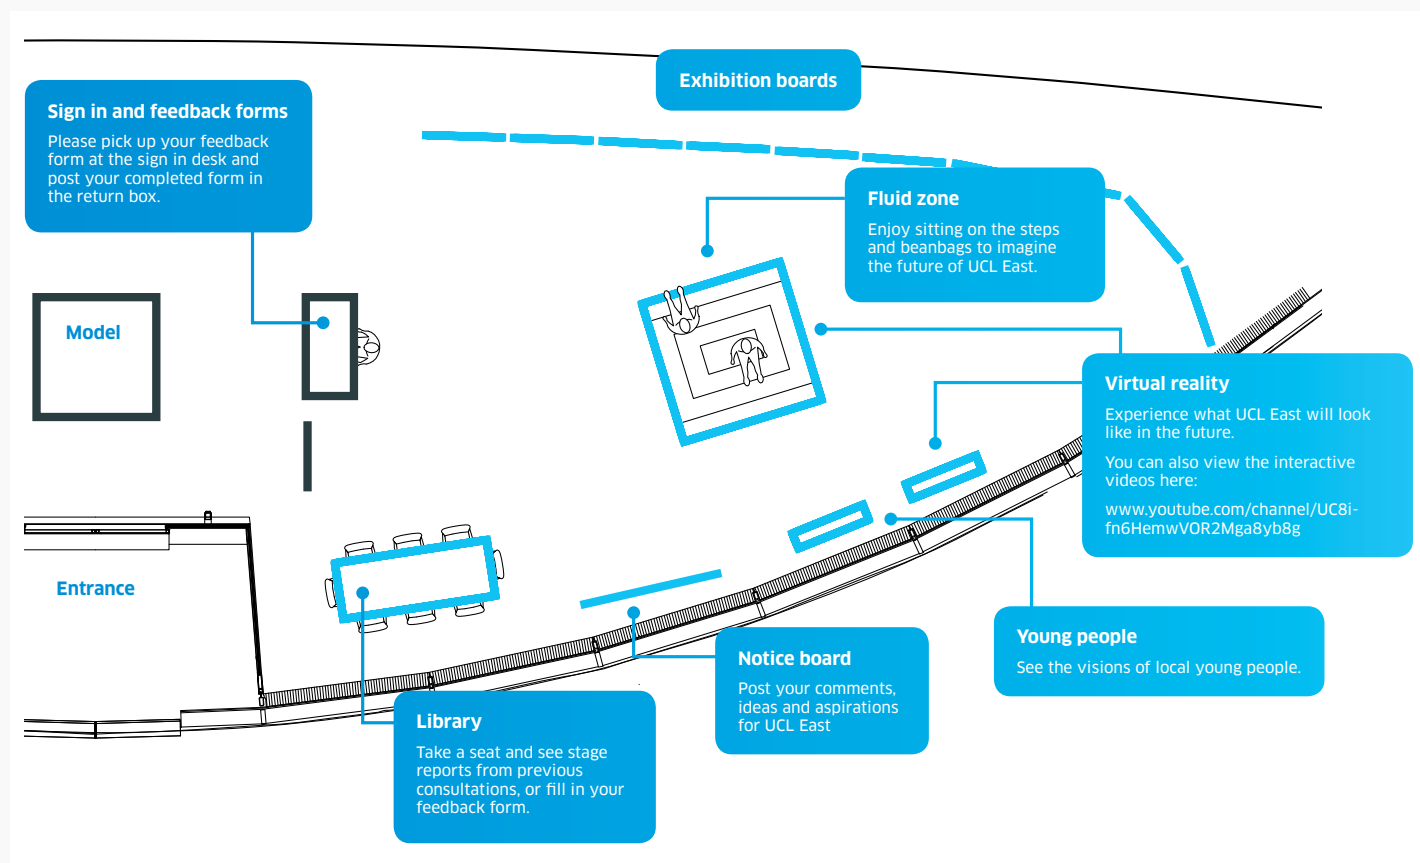 Exhibition boards
Sign in and feedback forms
Please pick up your feedback
form at the sign in desk and
post your completed form in
the return box.
Fluid zone
Enjoy sitting on the steps
and beanbags to imagine
the future of UCL East.
Model
Virtual reality
Experience what UCL East will look
like in the future.
You can also view the interactive
videos here:
www.youtube.com/channel/UC8i-
fn6HemwVOR2Mga8yb8g
Entrance
Young people
See the visions of local young people.
Notice board
Post your comments,
ideas and aspirations
for UCL East
Library
Take a seat and see stage
reports from previous
consultations, or fill in your
feedback form.